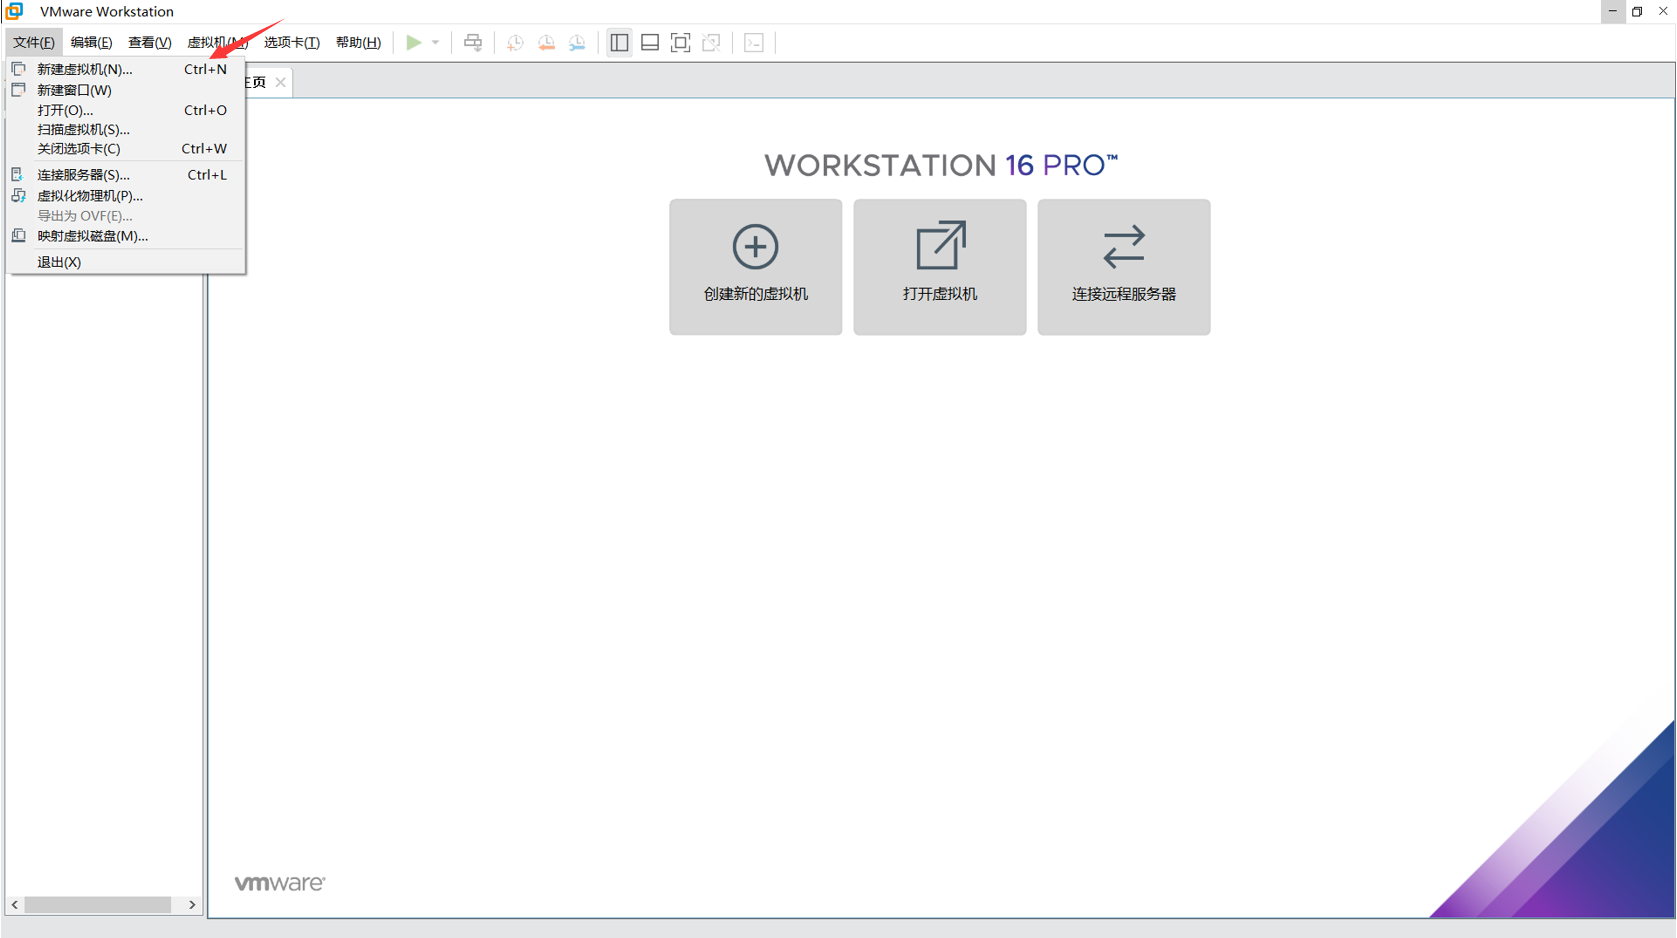 VMware Workstation
文件(F) 编辑(E) 查看(V) 虚拟机(M) 选项卡(T) 帮助(H)
新建虚拟机(N)... Ctrl+N
新建窗口(W)
打开(O)... Ctrl+O
扫描虚拟机(S)...
关闭选项卡(C) Ctrl+W
连接服务器(S)... Ctrl+L
虚拟化物理机(P)...
导出为 OVF(E)...
映射虚拟磁盘(M)...
退出(X)
主页
WORKSTATION 16 PRO™
创建新的虚拟机
打开虚拟机
连接远程服务器
vmware®